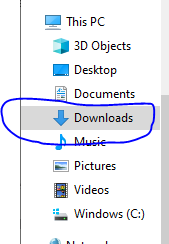 This PC
3D Objects
Desktop
Documents
Downloads
Music
Pictures
Videos
Windows (C:)